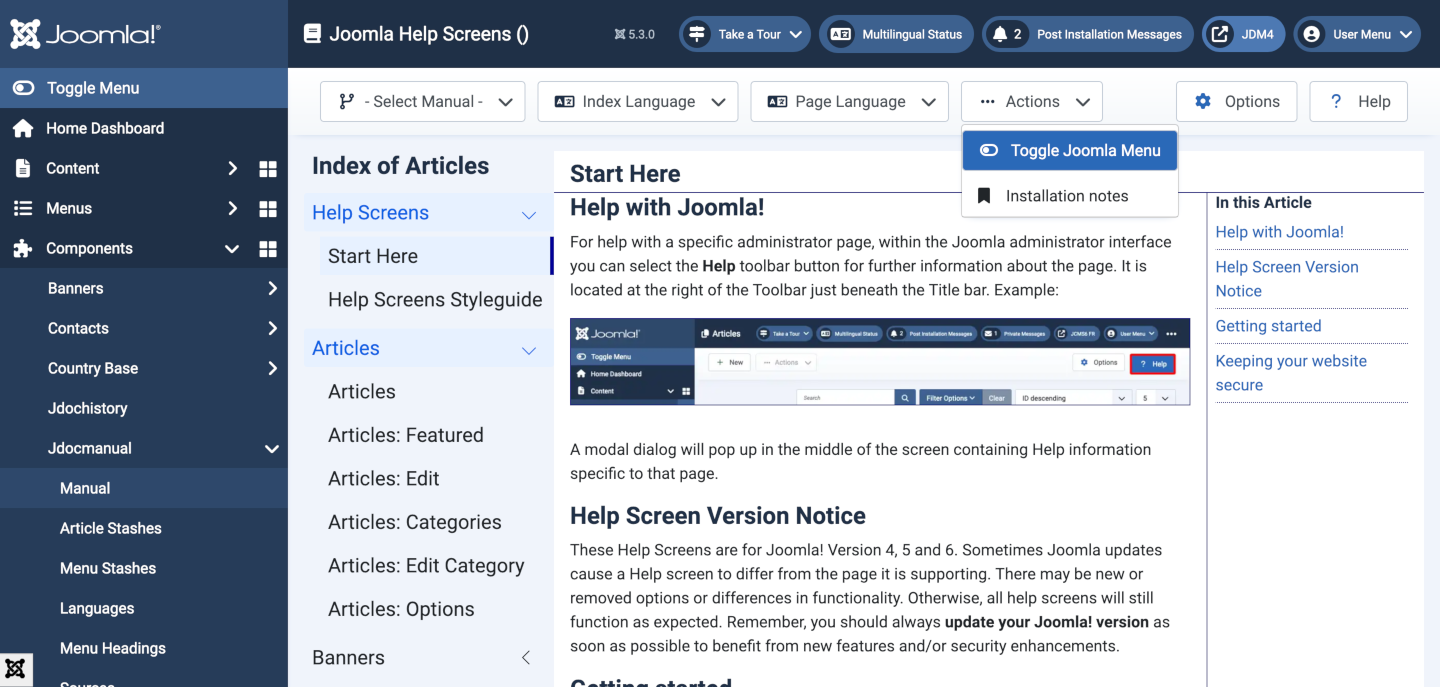 Joomla!®
Joomla Help Screens ()
5.3.0
Take a Tour
Multilingual Status
2 Post Installation Messages
JDM4
User Menu
Toggle Menu
Home Dashboard
Content
Menus
Components
Banners
Contacts
Country Base
Jdochistory
Jdocmanual
Manual
Article Stashes
Menu Stashes
Languages
Menu Headings
Sources
- Select Manual -
Index Language
Page Language
Actions
Options
? Help
Toggle Joomla Menu
Installation notes
Index of Articles
Help Screens
Start Here
Help Screens Styleguide
Articles
Articles
Articles: Featured
Articles: Edit
Articles: Categories
Articles: Edit Category
Articles: Options
Banners
Start Here
Help with Joomla!
For help with a specific administrator page, within the Joomla administrator interface
you can select the Help toolbar button for further information about the page. It is
located at the right of the Toolbar just beneath the Title bar. Example:
Joomla!
Articles
Take a Tour
Multilingual Status
2 Post Installation Messages
1 Private Messages
JCMS6 FR
User Menu
Toggle Menu
Home Dashboard
Content
+ New
Actions
Options
? Help
Search
Filter Options
Clear
ID descending
5
A modal dialog will pop up in the middle of the screen containing Help information
specific to that page.
Help Screen Version Notice
These Help Screens are for Joomla! Version 4, 5 and 6. Sometimes Joomla updates
cause a Help screen to differ from the page it is supporting. There may be new or
removed options or differences in functionality. Otherwise, all help screens will still
function as expected. Remember, you should always update your Joomla! version as
soon as possible to benefit from new features and/or security enhancements.
Getting started
In this Article
Help with Joomla!
Help Screen Version
Notice
Getting started
Keeping your website
secure